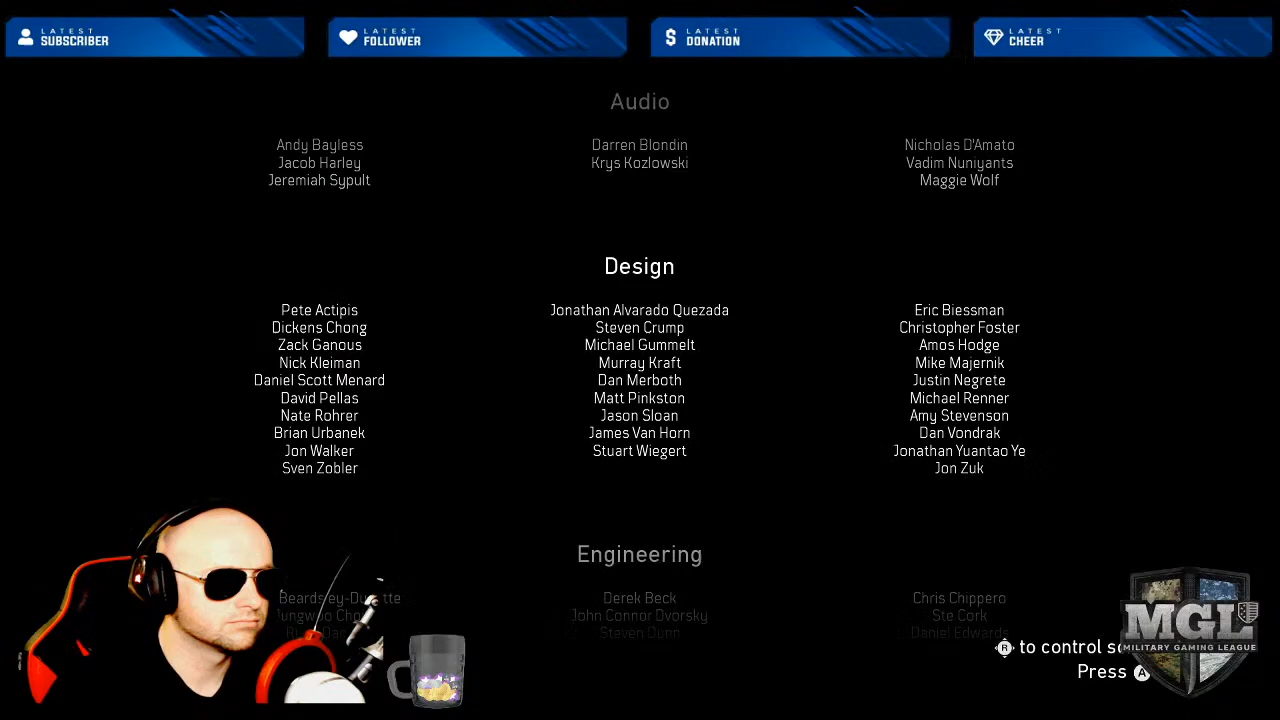 LATEST
SUBSCRIBER
LATEST
FOLLOWER
LATEST
DONATION
LATEST
CHEER
Audio
Andy Bayless
Darren Blondin
Nicholas D'Amato
Jacob Harley
Krys Kozlowski
Vadim Nuniyants
Jeremiah Sypult
Maggie Wolf
Design
Pete Actipis
Jonathan Alvarado Quezada
Eric Biessman
Dickens Chong
Steven Crump
Christopher Foster
Zack Ganous
Michael Gummelt
Amos Hodge
Nick Kleiman
Murray Kraft
Mike Majernik
Daniel Scott Menard
Dan Merboth
Justin Negrete
David Pellas
Matt Pinkston
Michael Renner
Nate Rohrer
Jason Sloan
Amy Stevenson
Brian Urbanek
James Van Horn
Dan Vondrak
Jon Walker
Stuart Wiegert
Jonathan Yuantao Ye
Sven Zobler
Jon Zuk
Engineering
Derek Beck
Chris Chippero
John Connor Dvorsky
Ste Cork
Steven Dunn
Daniel Edwards
R to control
Press A
MGL
MILITARY GAMING LEAGUE